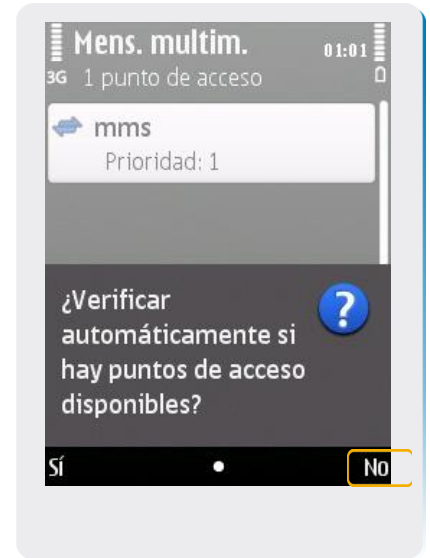 Mens. multim. 01:01
3G 1 punto de acceso
mms
Prioridad: 1
¿Verificar
automáticamente si
hay puntos de acceso
disponibles?
?
Sí No